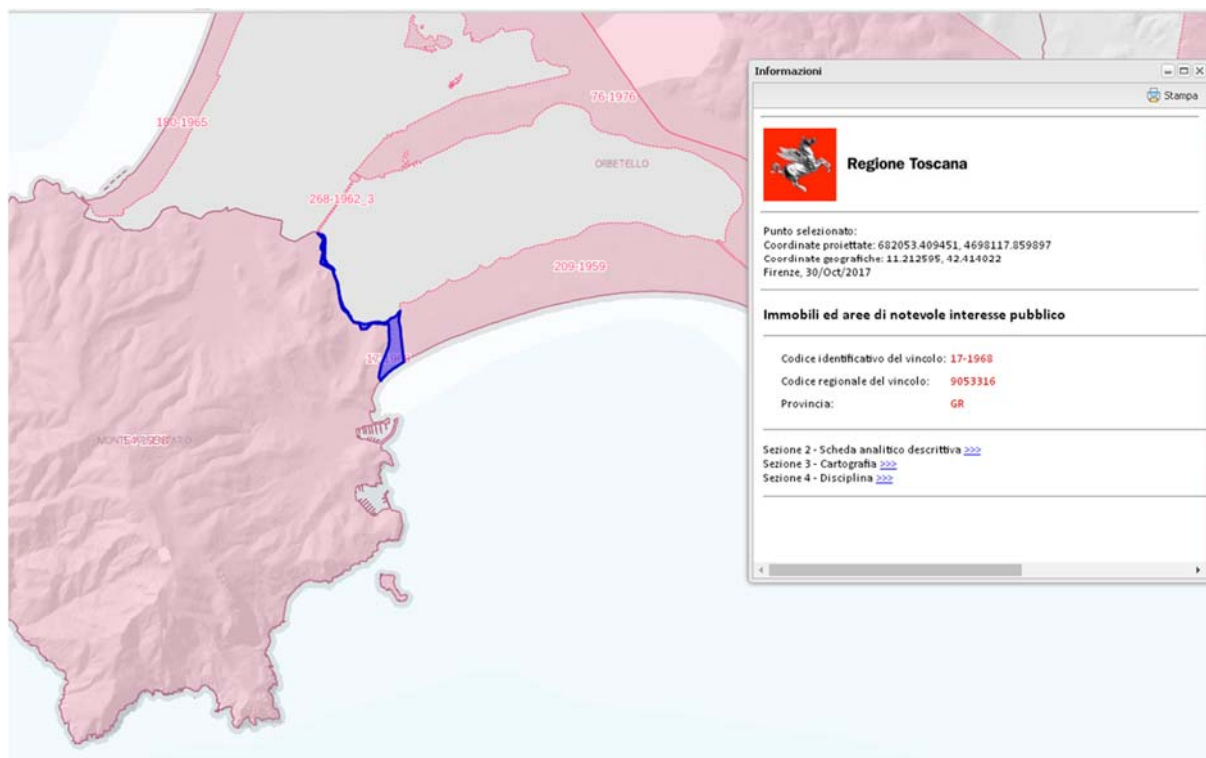 180-1965
76-1976
ORBETELLO
268-1962_3
209-1959
Informazioni
Stampa
Regione Toscana
Punto selezionato:
Coordinate proiettate: 682053.409451, 4698117.859897
Coordinate geografiche: 11.212595, 42.414022
Firenze, 30/Oct/2017
Immobili ed aree di notevole interesse pubblico
Codice identificativo del vincolo: 17-1968
Codice regionale del vincolo: 9053316
Provincia: GR
Sezione 2 - Scheda analitico descrittiva >>>
Sezione 3 - Cartografia >>>
Sezione 4 - Disciplina >>>